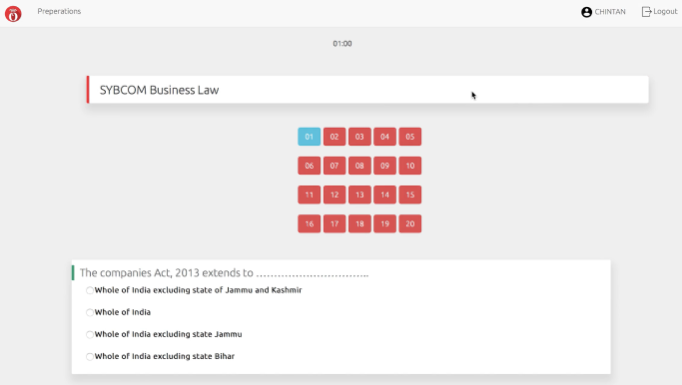 Preperations
CHINTAN
Logout
01:00
SYBCOM Business Law
01 02 03 04 05
06 07 08 09 10
11 12 13 14 15
16 17 18 19 20
The companies Act, 2013 extends to ................................
Whole of India excluding state of Jammu and Kashmir
Whole of India
Whole of India excluding state Jammu
Whole of India excluding state Bihar